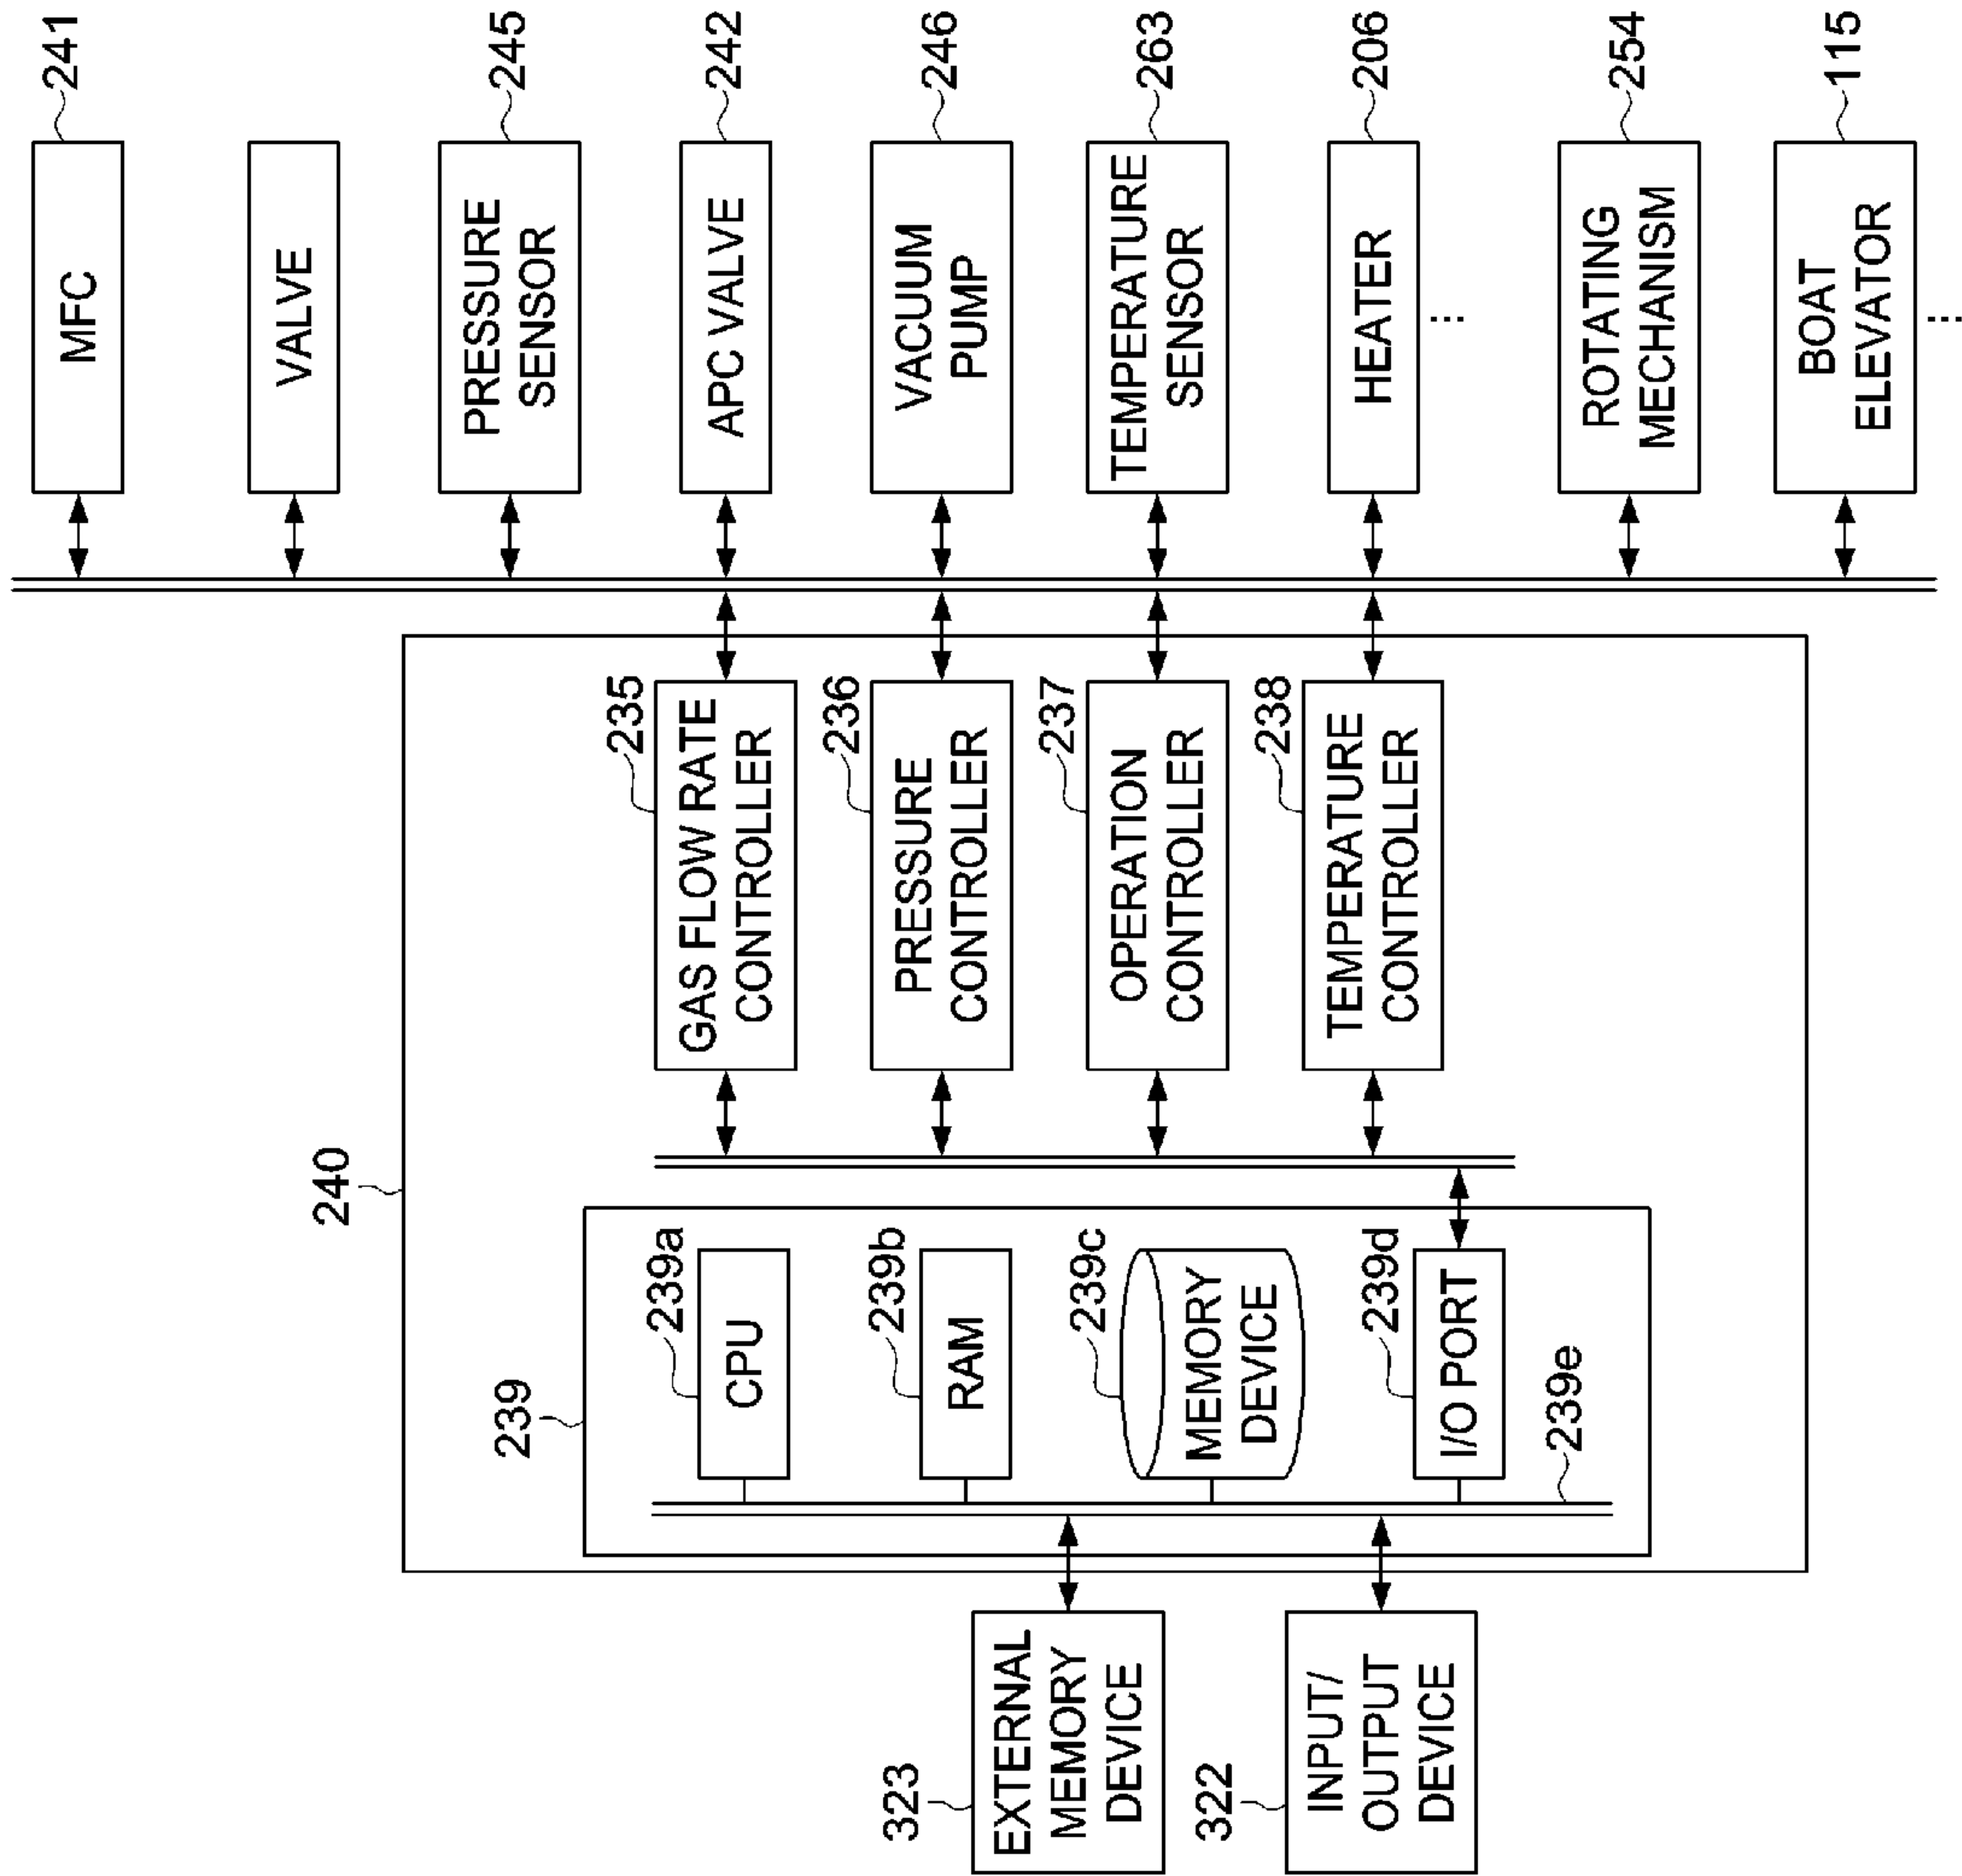 240
239
239a
CPU
239b
RAM
239c
MEMORY
DEVICE
239d
I/O PORT
239e
323
EXTERNAL
MEMORY
DEVICE
322
INPUT/
OUTPUT
DEVICE
235
GAS FLOW RATE
CONTROLLER
236
PRESSURE
CONTROLLER
237
OPERATION
CONTROLLER
238
TEMPERATURE
CONTROLLER
MFC
241
VALVE
PRESSURE
SENSOR
245
APC VALVE
242
VACUUM
PUMP
246
TEMPERATURE
SENSOR
263
HEATER
206
...
ROTATING
MECHANISM
254
BOAT
ELEVATOR
115
...